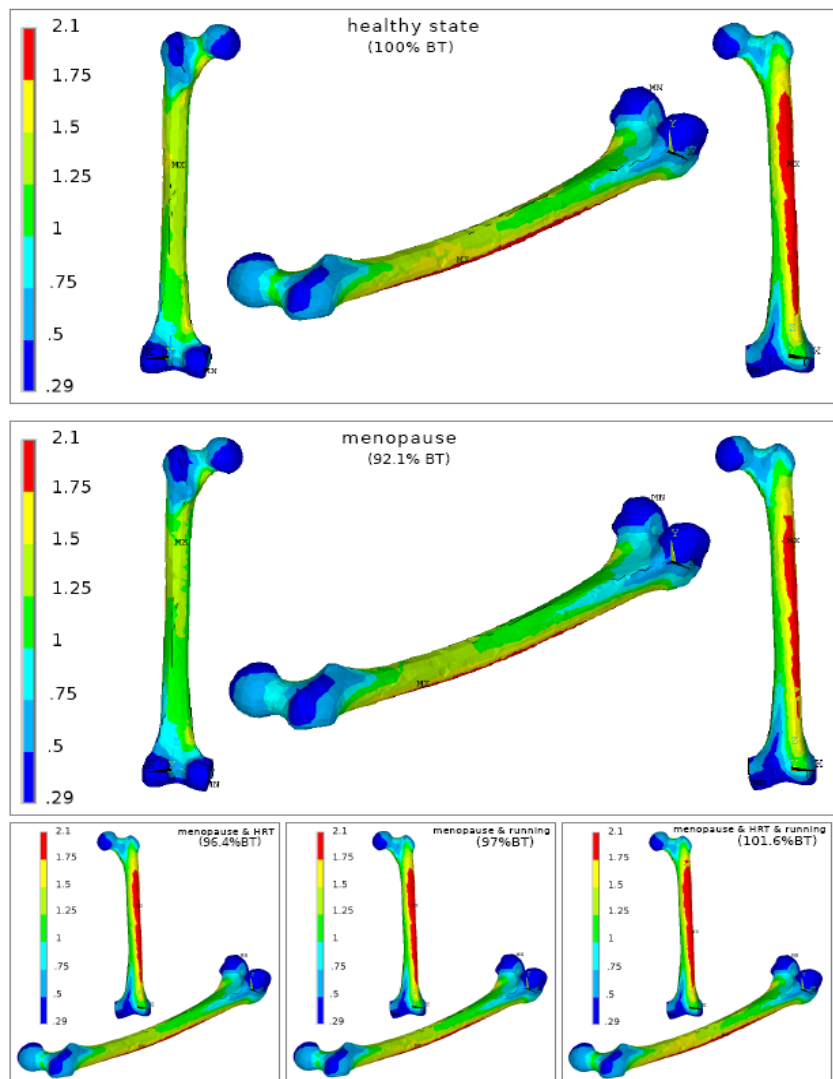 2.1
healthy state
(100% BT)
1.75
MN
1.5
Y
1.25
MX
MX
1
MX
.75
.5
Z
X
Y
MN
.29
2.1
menopause
(92.1% BT)
1.75
MN
1.5
MX
MX
Y
1.25
1
MX
.75
.5
X
MN
.29
2.1
menopause & HRT
(96.4%BT)
1.75
1.5
1.25
1
.75
.5
.29
2.1
menopause & running
(97%BT)
1.75
1.5
1.25
1
.75
.5
.29
2.1
menopause & HRT & running
(101.6%BT)
1.75
1.5
1.25
1
.75
.5
.29